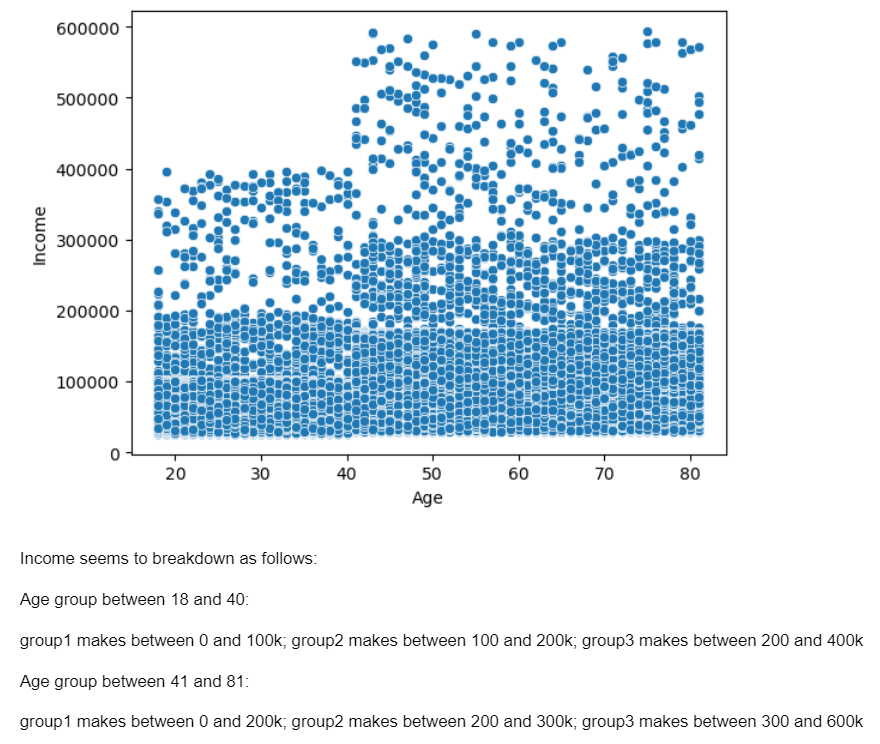 600000
500000
400000
300000
200000
100000
0
Income
20 30 40 50 60 70 80
Age
Income seems to breakdown as follows:
Age group between 18 and 40:
group1 makes between 0 and 100k; group2 makes between 100 and 200k; group3 makes between 200 and 400k
Age group between 41 and 81:
group1 makes between 0 and 200k; group2 makes between 200 and 300k; group3 makes between 300 and 600k